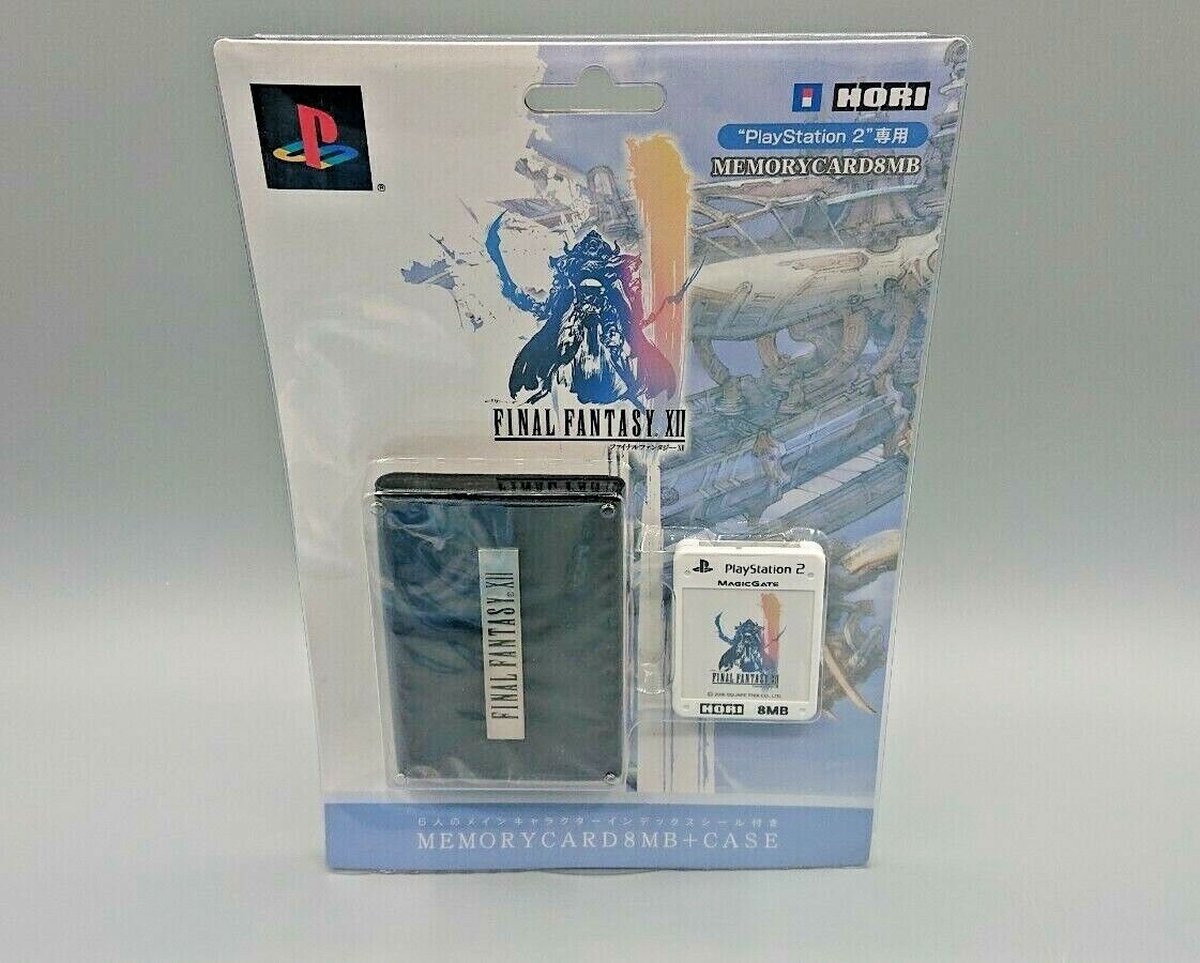 HORI
"PlayStation 2"専用
MEMORYCARD8MB
FINAL FANTASY. XII
ファイナルファンタジーXII
FINAL FANTASY. XII
PlayStation 2
MAGICGATE
FINAL FANTASY XII
HORI 8MB
6人のメインキャラクターインデックスシール付き
MEMORYCARD8MB+CASE